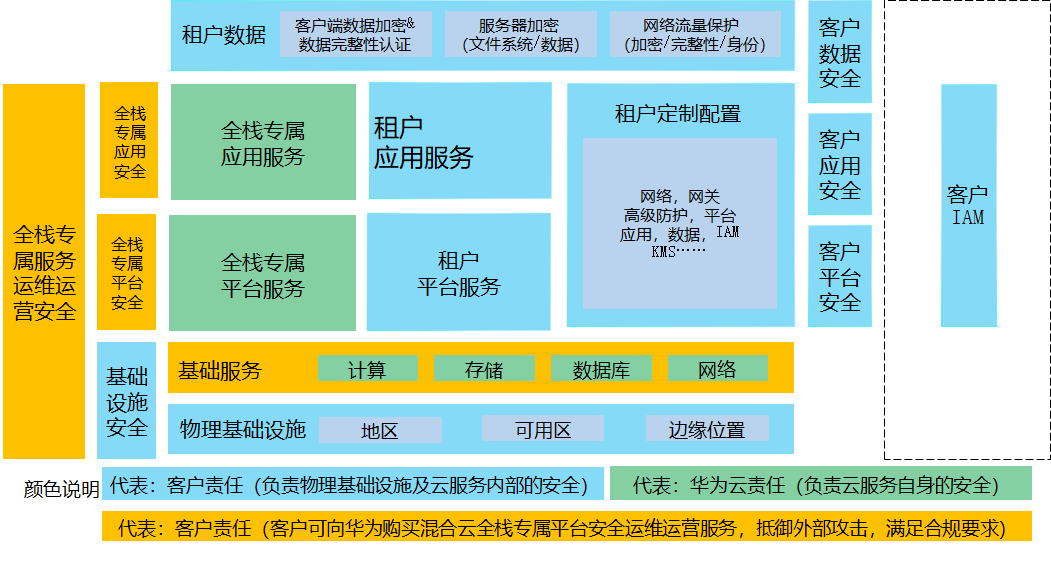 租户数据
客户端数据加密&
数据完整性认证
服务器加密
(文件系统/数据)
网络流量保护
(加密/完整性/身份)
客户
数据
安全
全栈专
属服务
运维运
营安全
全栈
专属
应用
安全
全栈专属
应用服务
租户
应用服务
租户定制配置
网络，网关
高级防护，平台
应用，数据，IAM
KMS……
客户
应用
安全
客户
IAM
全栈
专属
平台
安全
全栈专属
平台服务
租户
平台服务
客户
平台
安全
基础
设施
安全
基础服务
计算
存储
数据库
网络
物理基础设施
地区
可用区
边缘位置
颜色说明
代表：客户责任（负责物理基础设施及云服务内部的安全）
代表：华为云责任（负责云服务自身的安全）
代表：客户责任（客户可向华为购买混合云全栈专属平台安全运维运营服务，抵御外部攻击，满足合规要求）